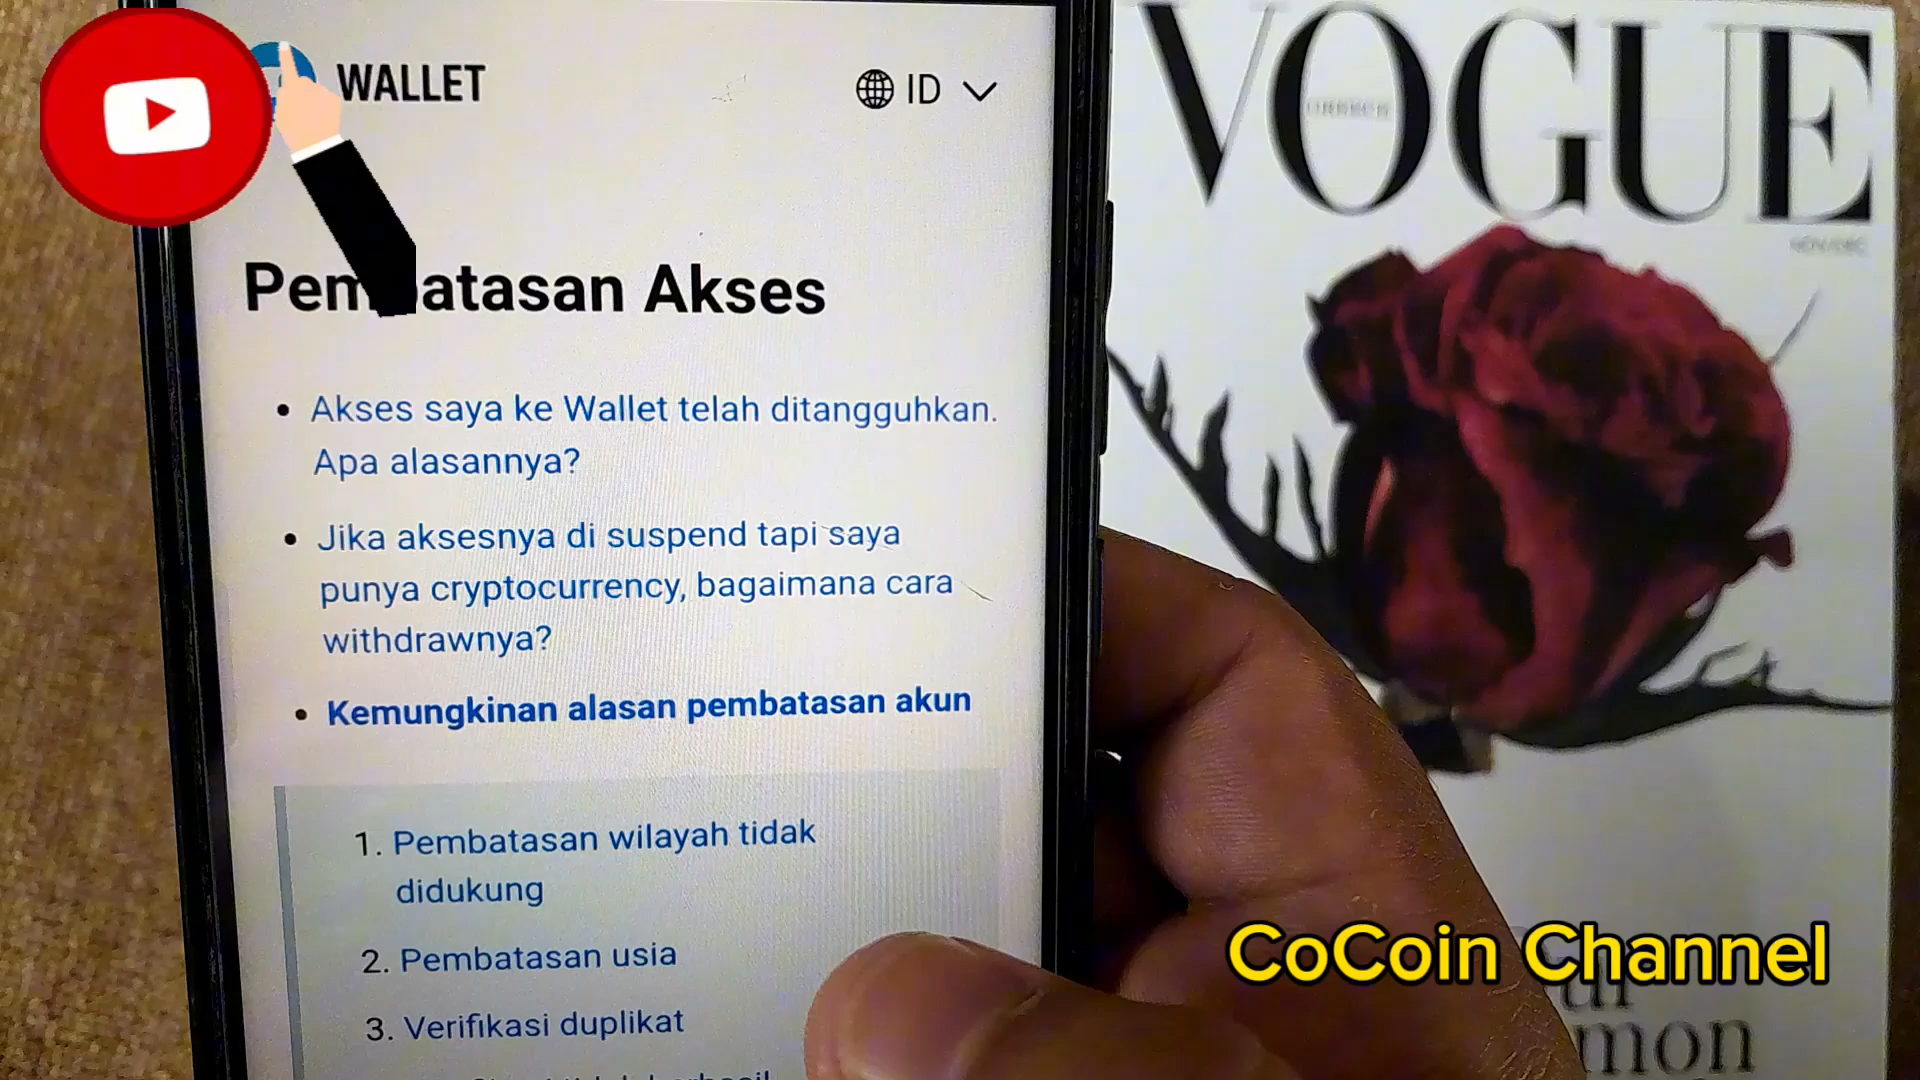 WALLET
ID
Pem atasan Akses
Akses saya ke Wallet telah ditangguhkan.
Apa alasannya?
Jika aksesnya di suspend tapi saya
punya cryptocurrency, bagaimana cara
withdrawnya?
Kemungkinan alasan pembatasan akun
1. Pembatasan wilayah tidak
didukung
2. Pembatasan usia
3. Verifikasi duplikat
VOGUE
CoCoin Channel